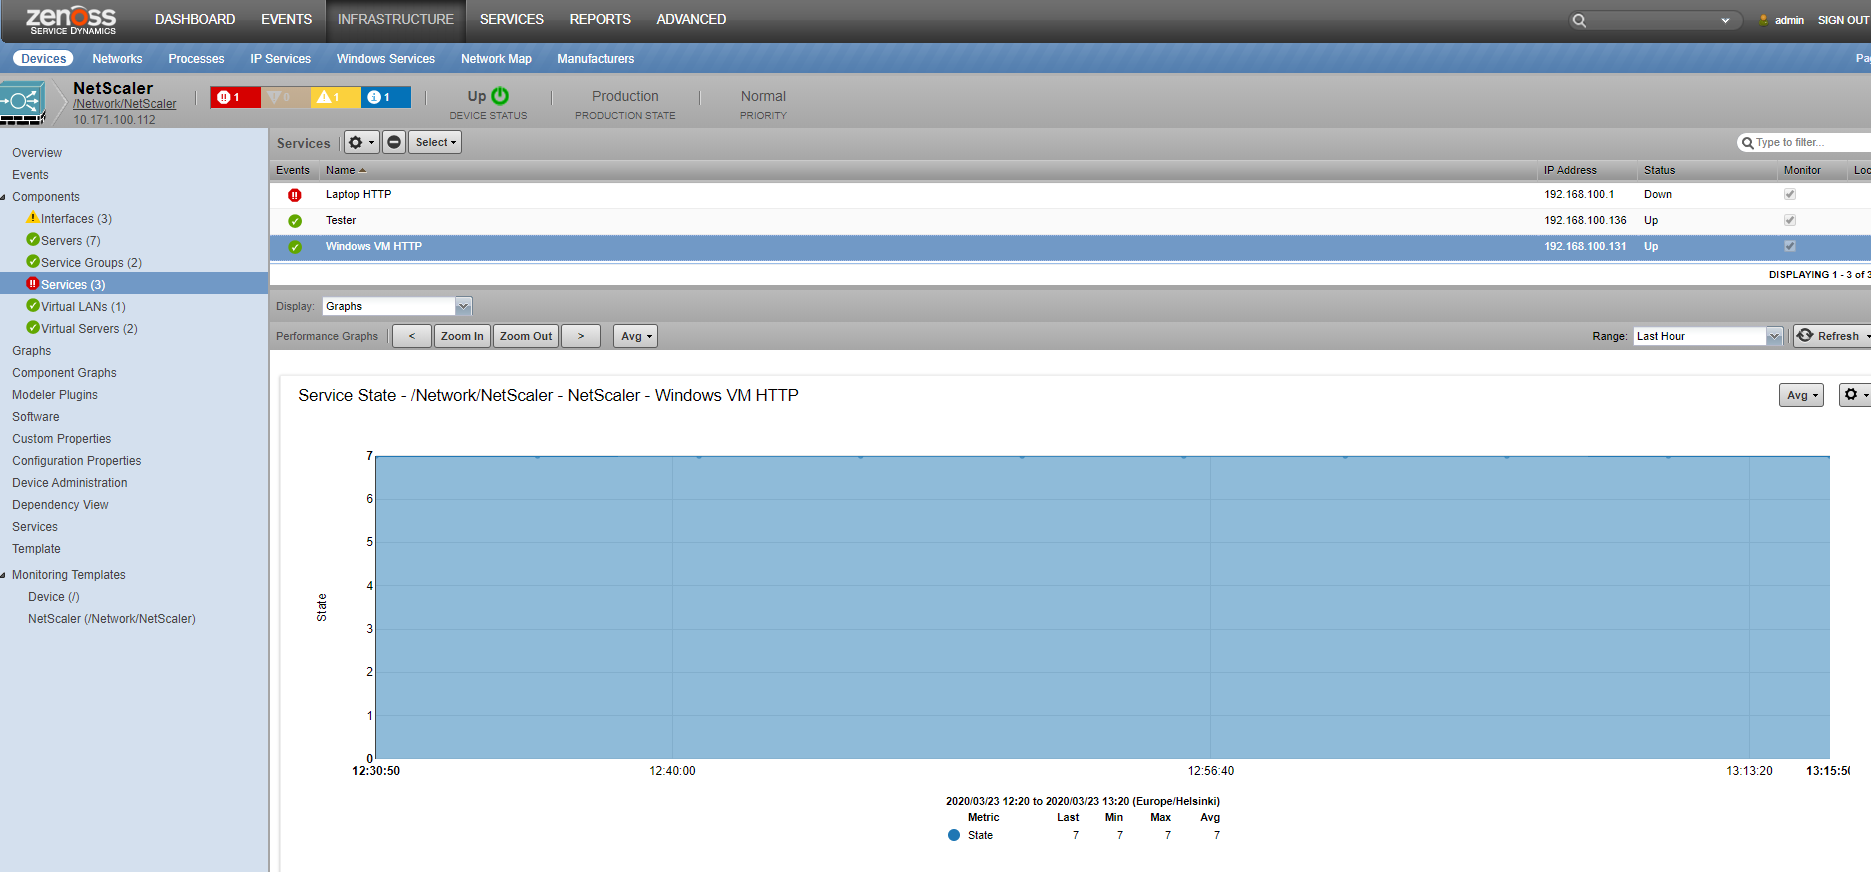 zenoss
SERVICE DYNAMICS
DASHBOARD EVENTS INFRASTRUCTURE SERVICES REPORTS ADVANCED
admin SIGN OUT
Devices Networks Processes IP Services Windows Services Network Map Manufacturers
NetScaler
/Network/NetScaler
10.171.100.112
1 0 1 1
Up
DEVICE STATUS
Production
PRODUCTION STATE
Normal
PRIORITY
Overview
Events
Components
Interfaces (3)
Servers (7)
Service Groups (2)
Services (3)
Virtual LANs (1)
Virtual Servers (2)
Graphs
Component Graphs
Modeler Plugins
Software
Custom Properties
Configuration Properties
Device Administration
Dependency View
Services
Template
Monitoring Templates
Device (/)
NetScaler (/Network/NetScaler)
Services Select Type to filter...
Events Name IP Address Status Monitor Loc
Laptop HTTP 192.168.100.1 Down
Tester 192.168.100.136 Up
Windows VM HTTP 192.168.100.131 Up
DISPLAYING 1 - 3 of 3
Display: Graphs
Performance Graphs < Zoom In Zoom Out > Avg Range: Last Hour Refresh
Service State - /Network/NetScaler - NetScaler - Windows VM HTTP Avg
7
6
5
4
3
2
1
0
State
12:30:50 12:40:00 12:56:40 13:13:20 13:15:50
2020/03/23 12:20 to 2020/03/23 13:20 (Europe/Helsinki)
Metric Last Min Max Avg
State 7 7 7 7